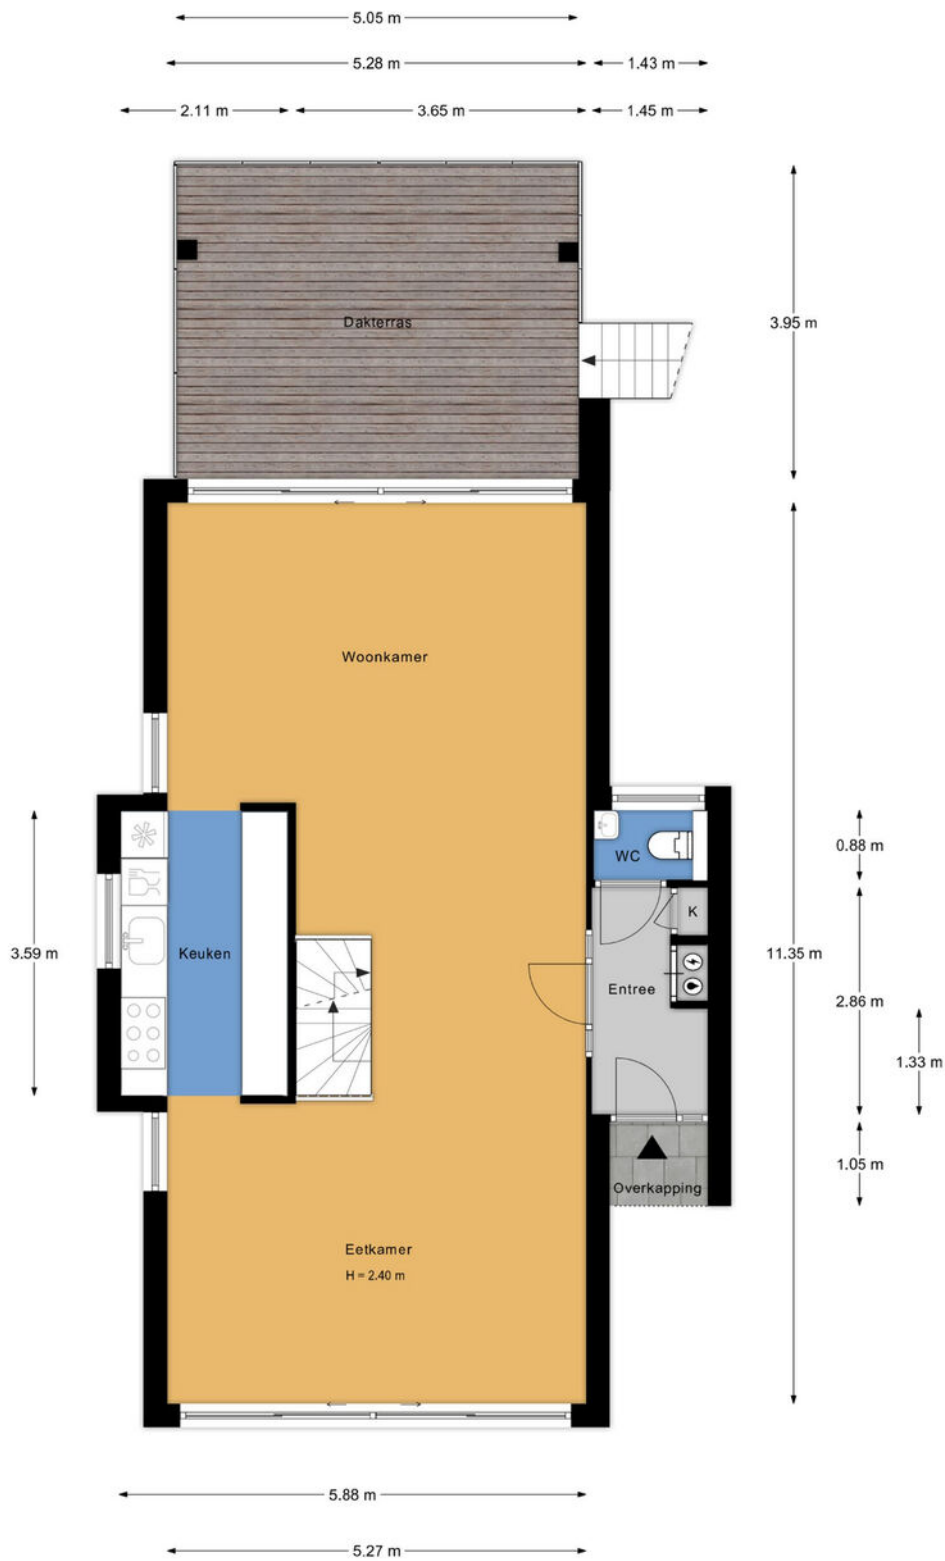 5.05 m
5.28 m
1.43 m
2.11 m
3.65 m
1.45 m
Dakterras
3.95 m
Woonkamer
WC
0.88 m
K
3.59 m
Keuken
11.35 m
Entree
2.86 m
1.33 m
1.05 m
Overkapping
Eetkamer
H = 2.40 m
5.88 m
5.27 m